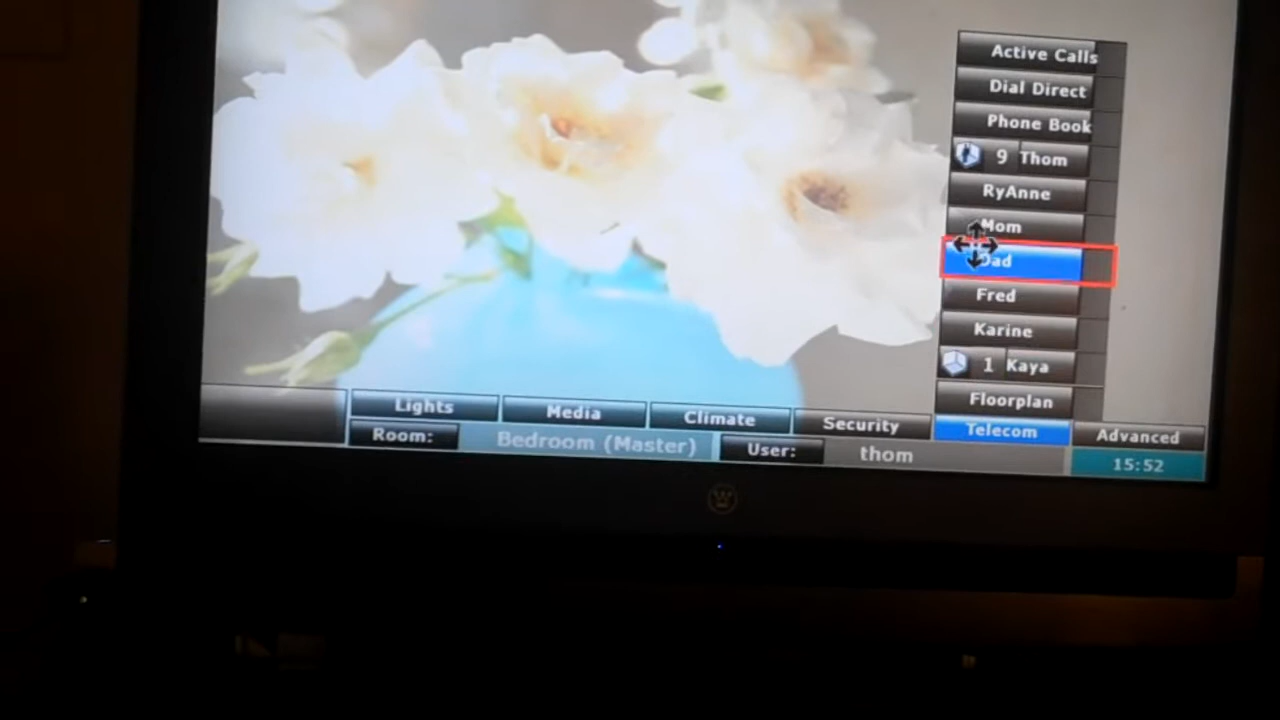 Active Calls
Dial Direct
Phone Book
9 Thom
RyAnne
Mom
Dad
Fred
Karine
1 Kaya
Floorplan
Lights Media Climate Security Telecom Advanced
Room: Bedroom (Master) User: thom 15:52